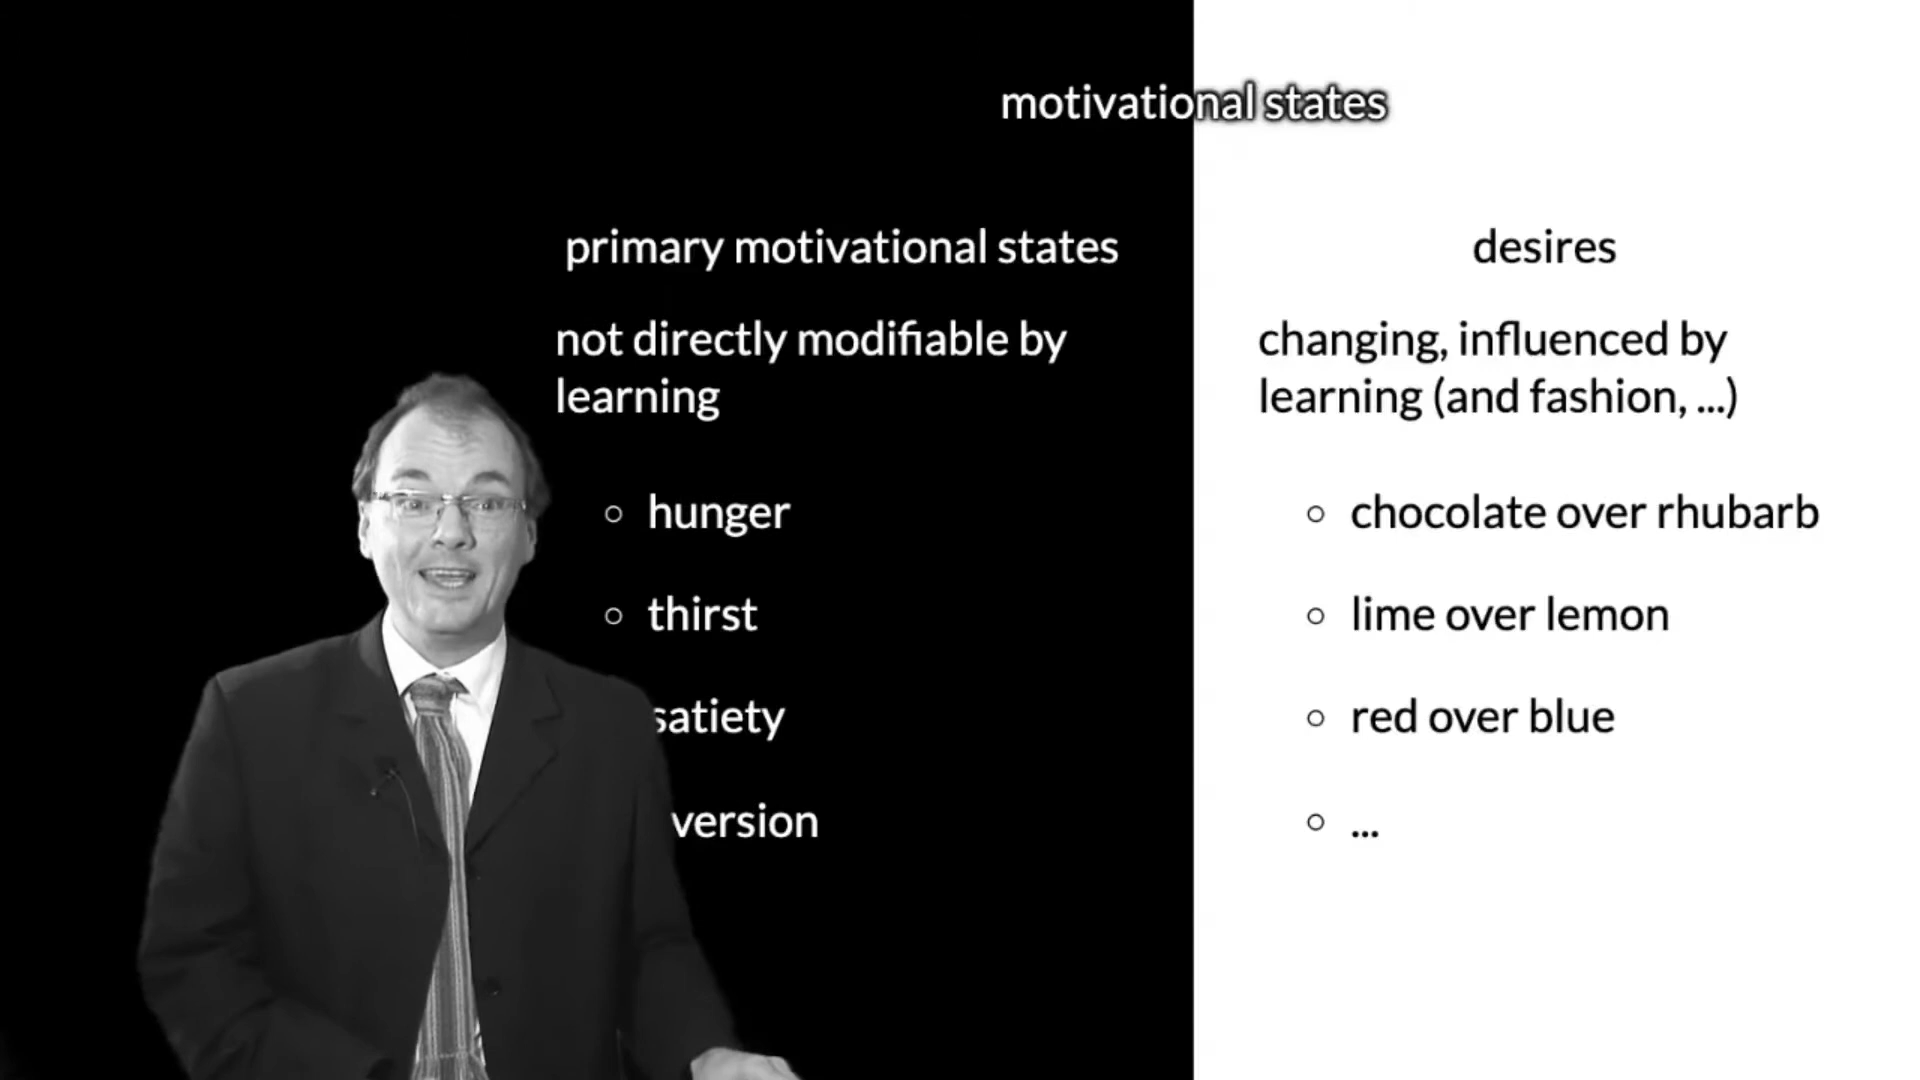 motivational states
primary motivational states
not directly modifiable by
learning
hunger
thirst
satiety
version
desires
changing, influenced by
learning (and fashion, ...)
chocolate over rhubarb
lime over lemon
red over blue
...